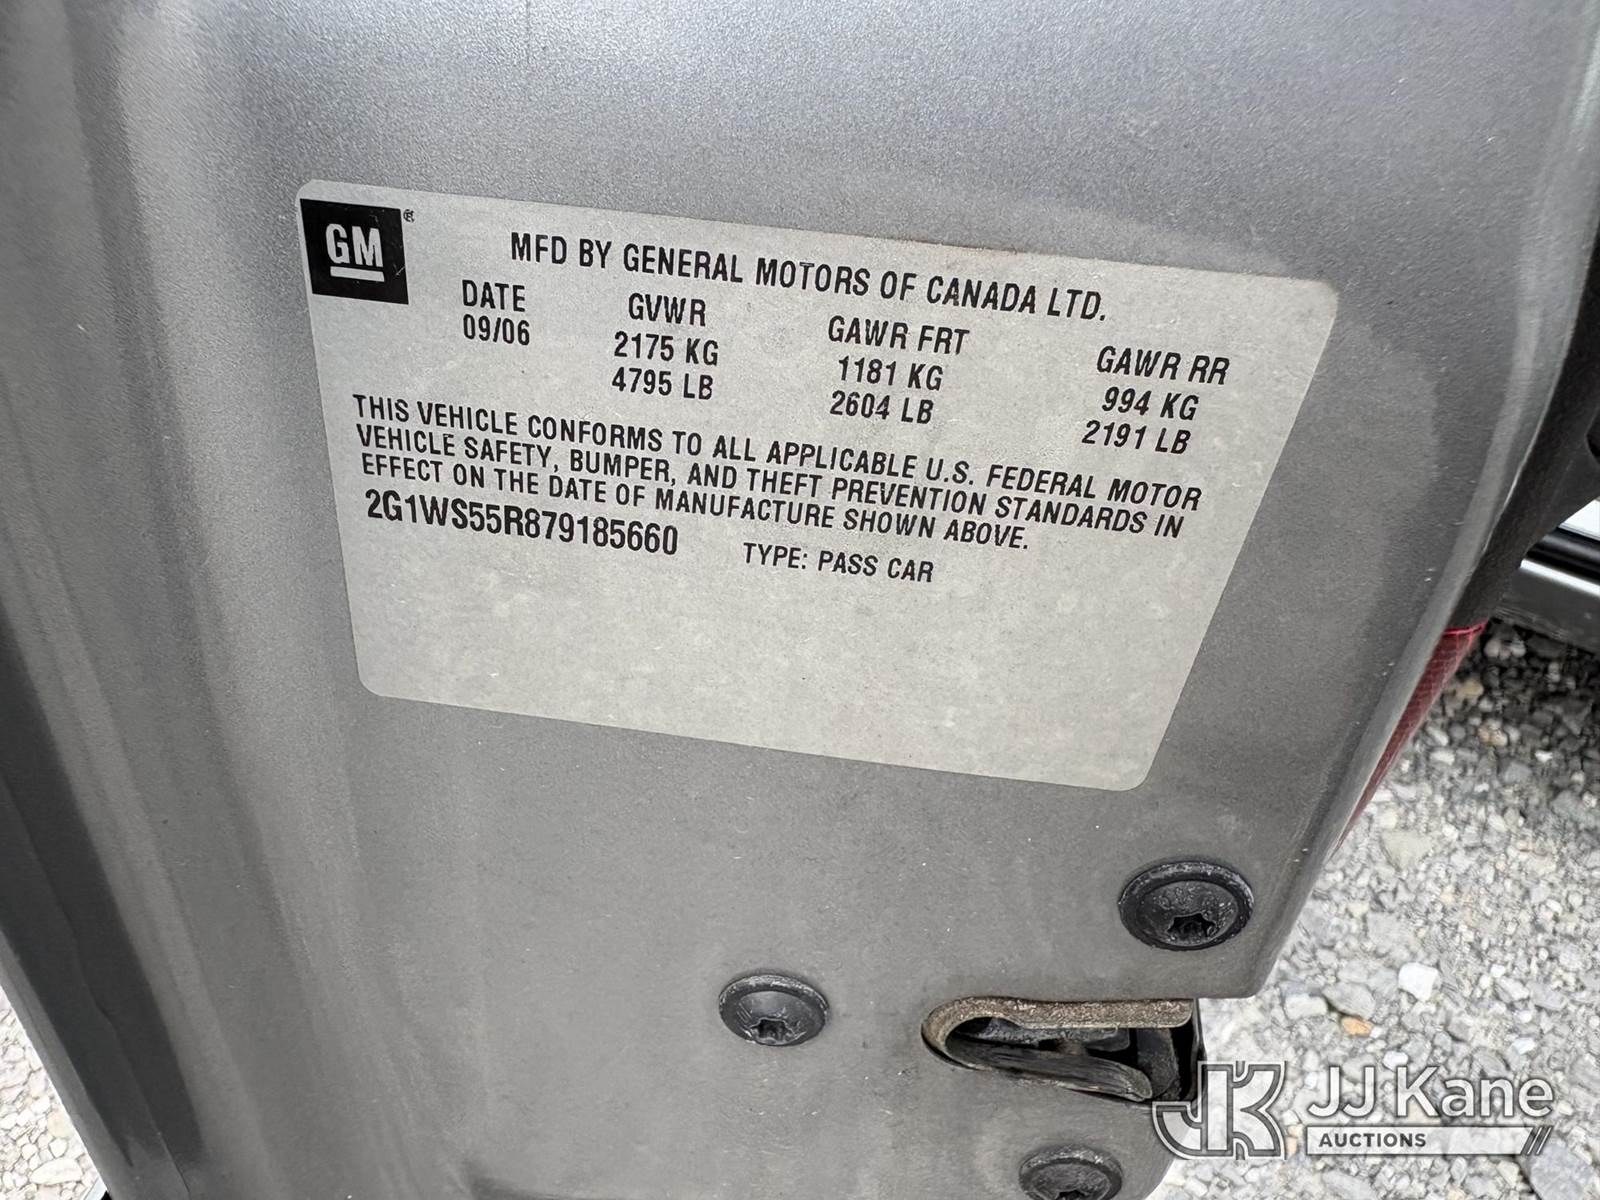 GM ®
MFD BY GENERAL MOTORS OF CANADA LTD.
DATE GVWR GAWR FRT GAWR RR
09/06 2175 KG 1181 KG 994 KG
4795 LB 2604 LB 2191 LB
THIS VEHICLE CONFORMS TO ALL APPLICABLE U.S. FEDERAL MOTOR
VEHICLE SAFETY, BUMPER, AND THEFT PREVENTION STANDARDS IN
EFFECT ON THE DATE OF MANUFACTURE SHOWN ABOVE.
2G1WS55R879185660 TYPE: PASS CAR
JK JJ Kane
AUCTIONS